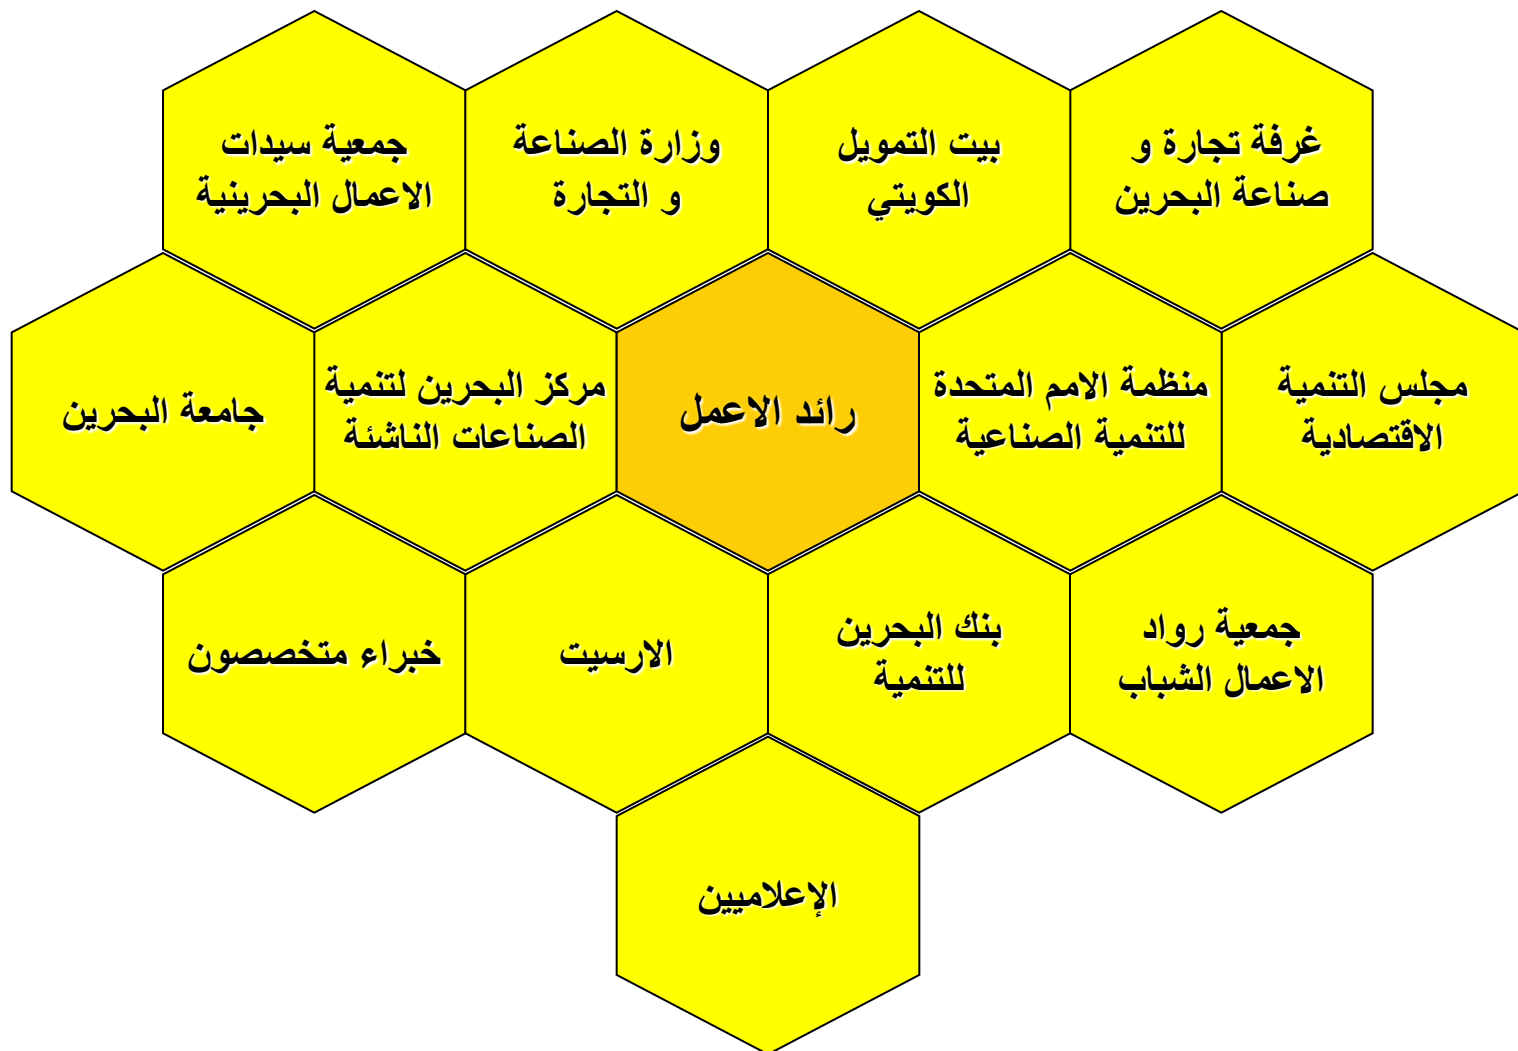 غرفة تجارة و
صناعة البحرين
بيت التمويل
الكويتي
وزارة الصناعة
و التجارة
جمعية سيدات
الاعمال البحرينية
مجلس التنمية
الاقتصادية
منظمة الامم المتحدة
للتنمية الصناعية
رائد الاعمل
مركز البحرين لتنمية
الصناعات الناشئة
جامعة البحرين
جمعية رواد
الاعمال الشباب
بنك البحرين
للتنمية
الارسيت
خبراء متخصصون
الإعلاميين